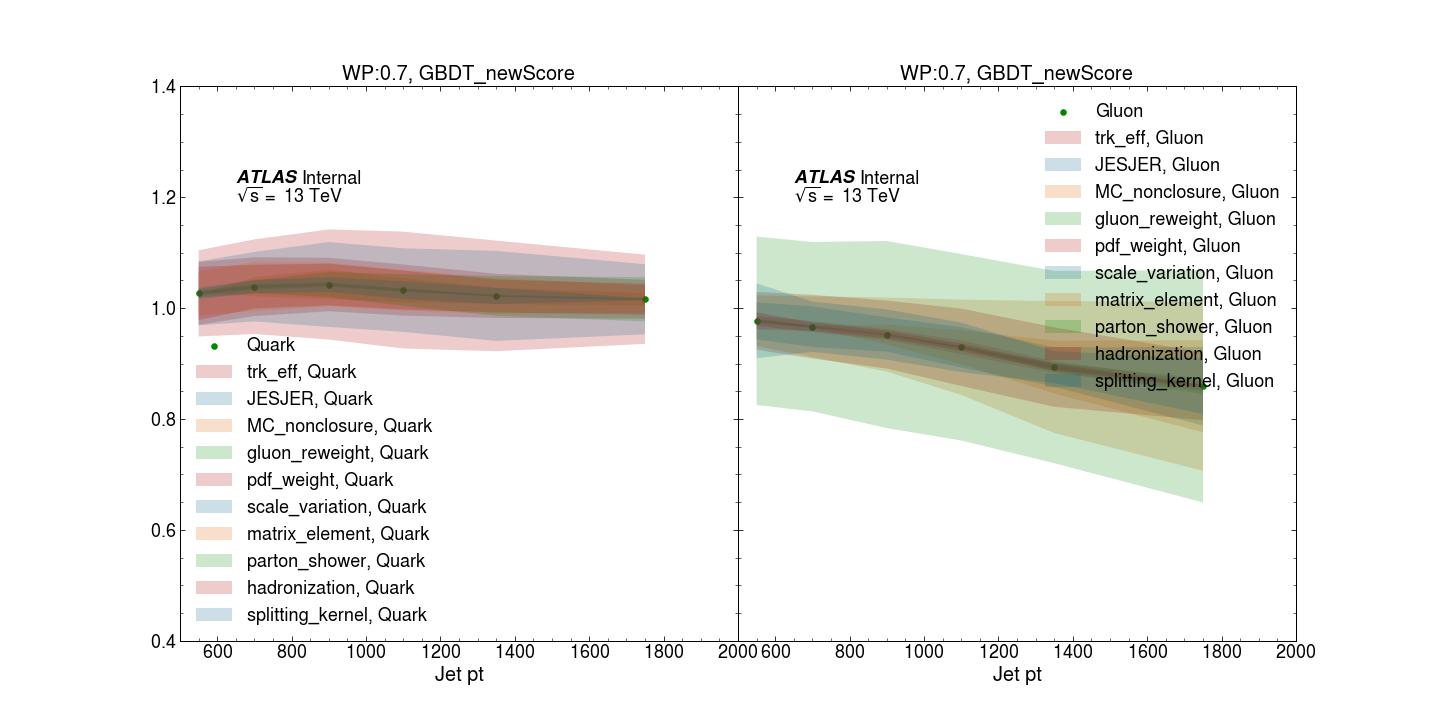 WP:0.7, GBDT_newScore
1.4
1.2
1.0
0.8
0.6
0.4
ATLAS Internal
√s = 13 TeV
Quark
trk_eff, Quark
JESJER, Quark
MC_nonclosure, Quark
gluon_reweight, Quark
pdf_weight, Quark
scale_variation, Quark
matrix_element, Quark
parton_shower, Quark
hadronization, Quark
splitting_kernel, Quark
600 800 1000 1200 1400 1600 1800 2000
Jet pt
WP:0.7, GBDT_newScore
ATLAS Internal
√s = 13 TeV
Gluon
trk_eff, Gluon
JESJER, Gluon
MC_nonclosure, Gluon
gluon_reweight, Gluon
pdf_weight, Gluon
scale_variation, Gluon
matrix_element, Gluon
parton_shower, Gluon
hadronization, Gluon
splitting_kernel, Gluon
600 800 1000 1200 1400 1600 1800 2000
Jet pt